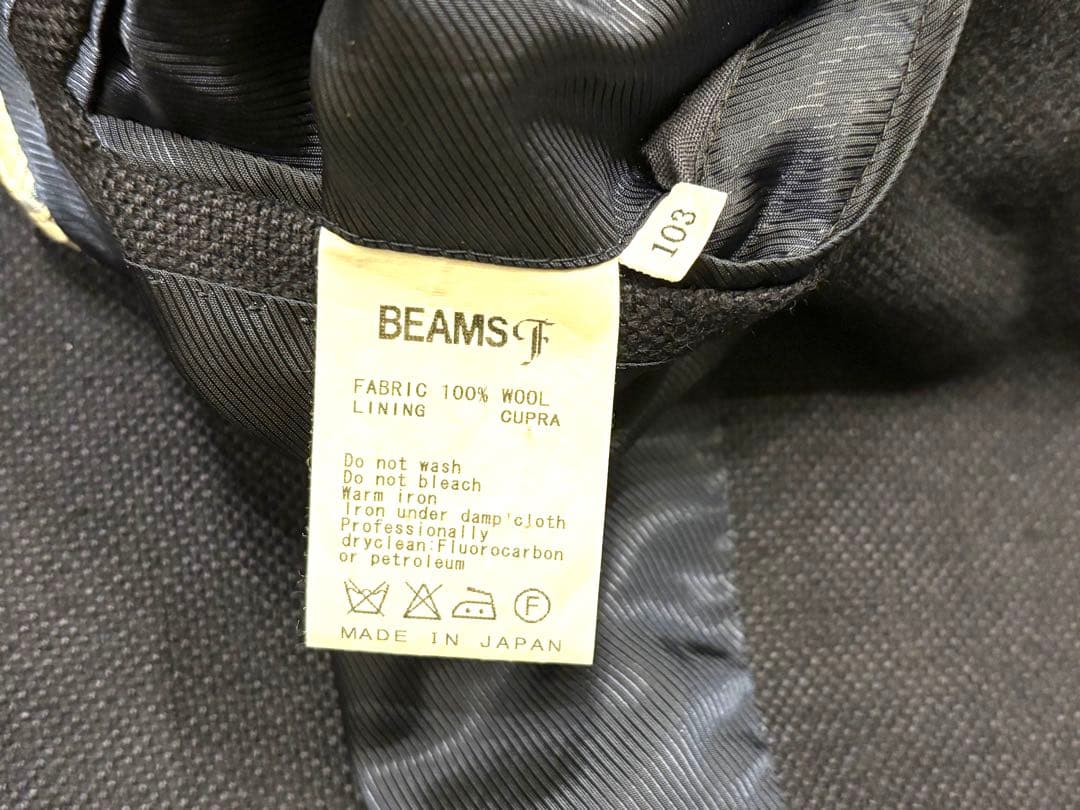 103
BEAMS F
FABRIC 100% WOOL
LINING CUPRA
Do not wash
Do not bleach
Warm iron
Iron under damp cloth
Professionally
dryclean:Fluorocarbon
or petroleum
F
MADE IN JAPAN